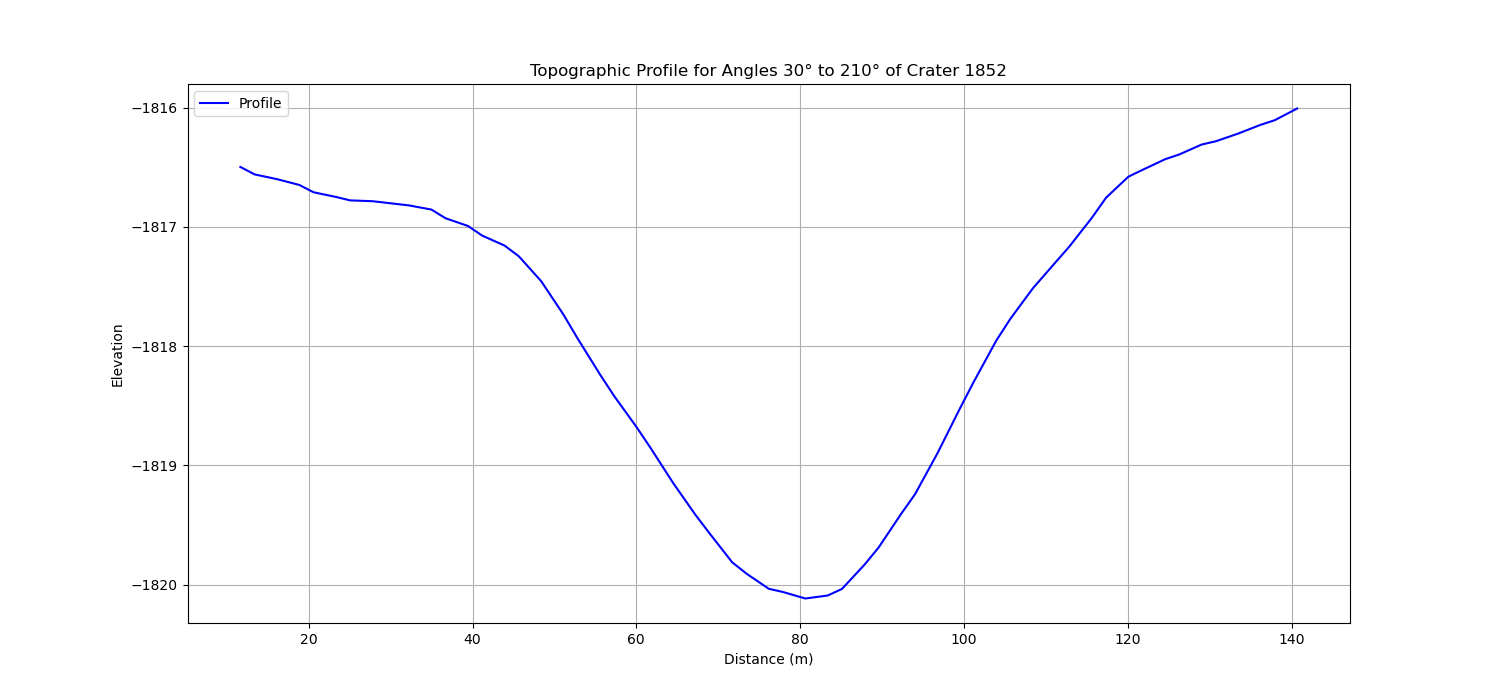 Topographic Profile for Angles 30° to 210° of Crater 1852
Profile
−1816
−1817
−1818
−1819
−1820
Elevation
20 40 60 80 100 120 140
Distance (m)